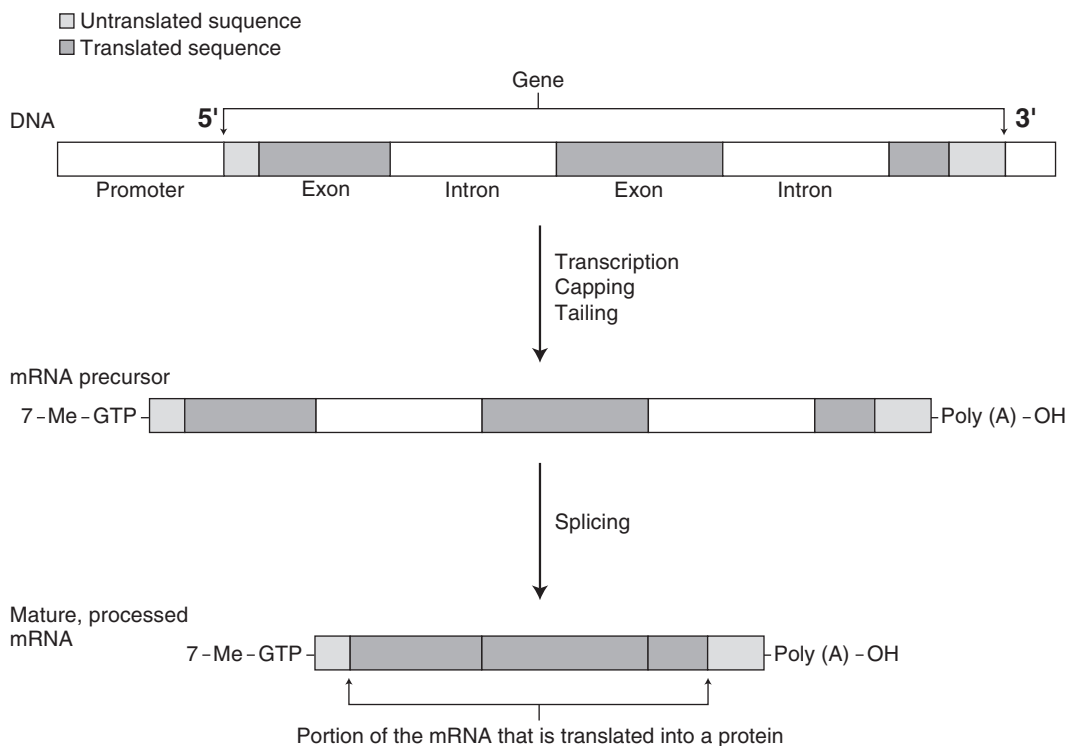 Untranslated suquence
Translated sequence
Gene
DNA
5'
3'
Promoter
Exon
Intron
Exon
Intron
Transcription
Capping
Tailing
mRNA precursor
7–Me–GTP
Poly (A) –OH
Splicing
Mature, processed
mRNA
7–Me–GTP
Poly (A) –OH
Portion of the mRNA that is translated into a protein